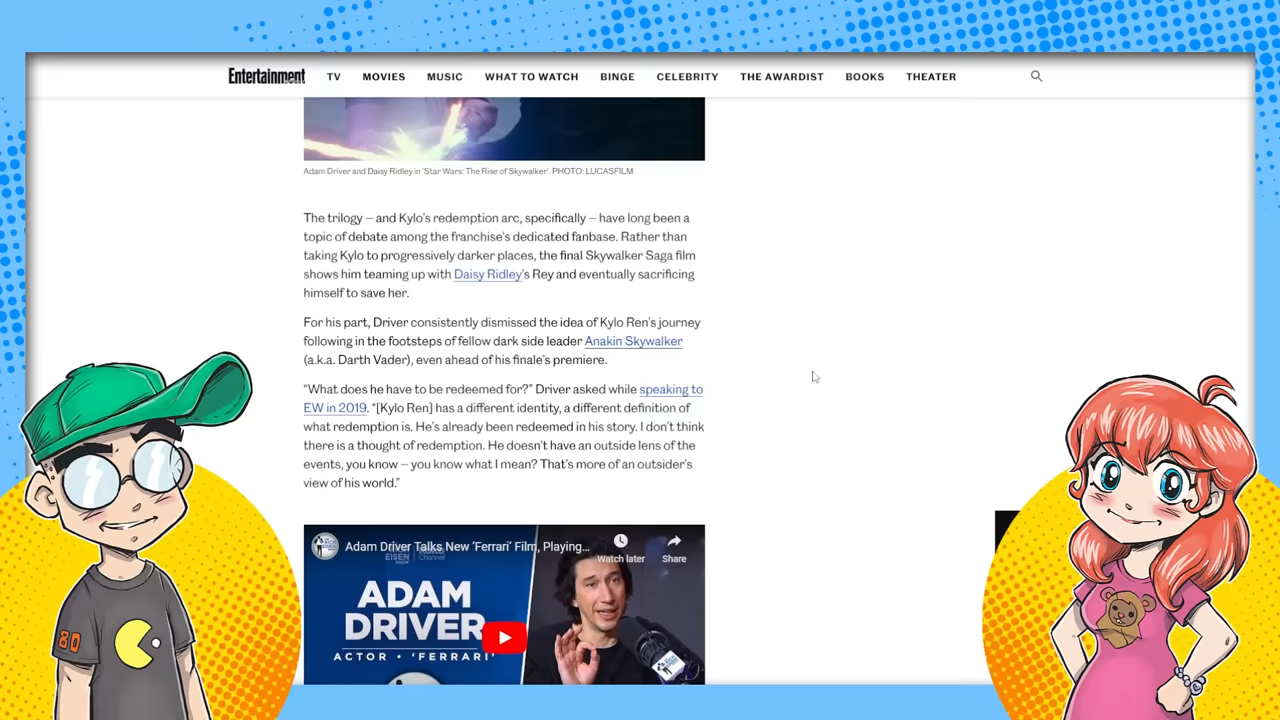 Entertainment
TV MOVIES MUSIC WHAT TO WATCH BINGE CELEBRITY THE AWARDIST BOOKS THEATER
Adam Driver and Daisy Ridley in 'Star Wars: The Rise of Skywalker'. PHOTO: LUCASFILM
The trilogy — and Kylo's redemption arc, specifically — have long been a
topic of debate among the franchise's dedicated fanbase. Rather than
taking Kylo to progressively darker places, the final Skywalker Saga film
shows him teaming up with Daisy Ridley's Rey and eventually sacrificing
himself to save her.
For his part, Driver consistently dismissed the idea of Kylo Ren's journey
following in the footsteps of fellow dark side leader Anakin Skywalker
(a.k.a. Darth Vader), even ahead of his finale's premiere.
“What does he have to be redeemed for?” Driver asked while speaking to
EW in 2019. “[Kylo Ren] has a different identity, a different definition of
what redemption is. He's already been redeemed in his story. I don't think
there is a thought of redemption. He doesn't have an outside lens of the
events, you know — you know what I mean? That's more of an outsider's
view of his world.”
Adam Driver Talks New 'Ferrari' Film, Playing...
Watch later
Share
EISEN
Channel
ADAM
DRIVER
ACTOR • 'FERRARI'
80